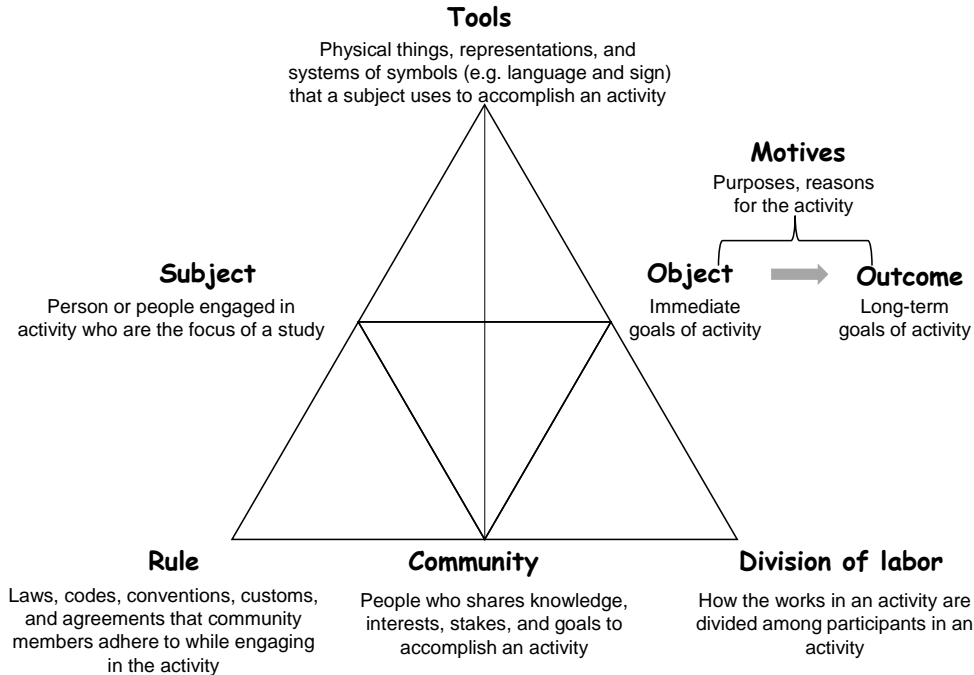 Tools
Physical things, representations, and
systems of symbols (e.g. language and sign)
that a subject uses to accomplish an activity
Motives
Purposes, reasons
for the activity
Subject
Person or people engaged in
activity who are the focus of a study
Object
Immediate
goals of activity
Outcome
Long-term
goals of activity
Rule
Laws, codes, conventions, customs,
and agreements that community
members adhere to while engaging
in the activity
Community
People who shares knowledge,
interests, stakes, and goals to
accomplish an activity
Division of labor
How the works in an activity are
divided among participants in an
activity